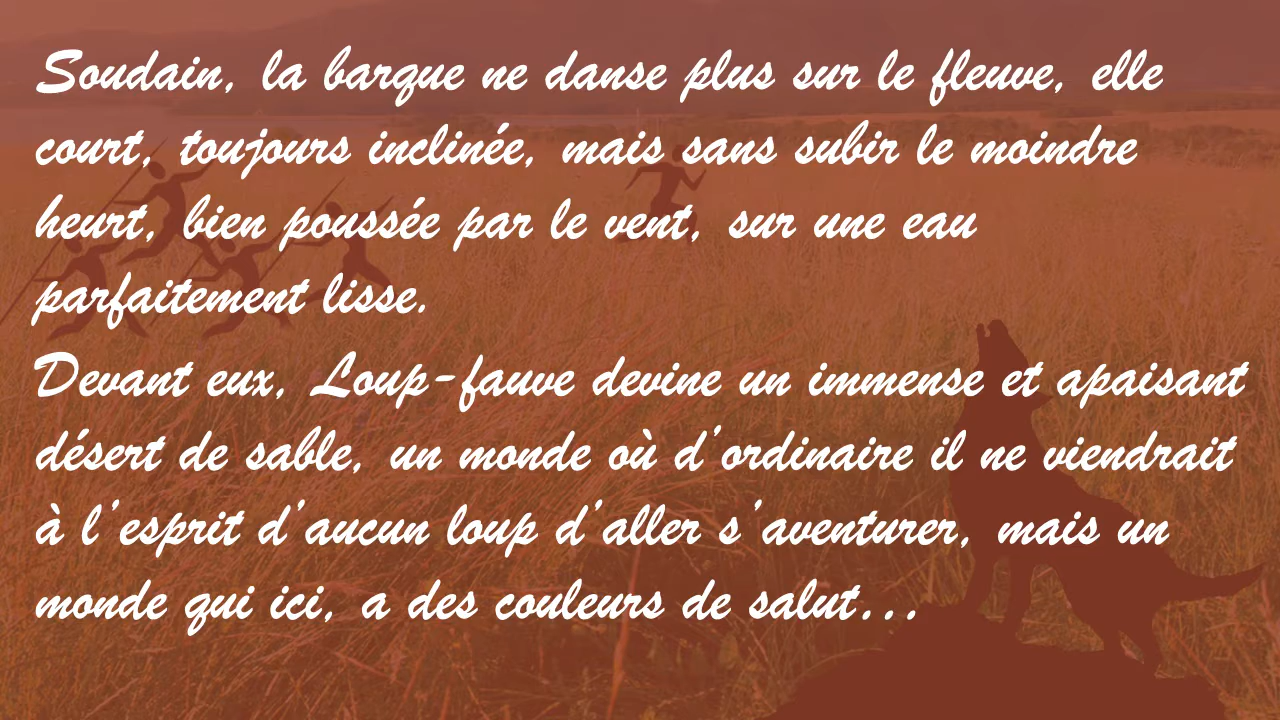 Soudain, la barque ne danse plus sur le fleuve, elle
court, toujours inclinée, mais sans subir le moindre
heurt, bien poussée par le vent, sur une eau
parfaitement lisse.
Devant eux, Loup-fauve devine un immense et apaisant
désert de sable, un monde où d'ordinaire il ne viendrait
à l'esprit d'aucun loup d'aller s'aventurer, mais un
monde qui ici, a des couleurs de salut...